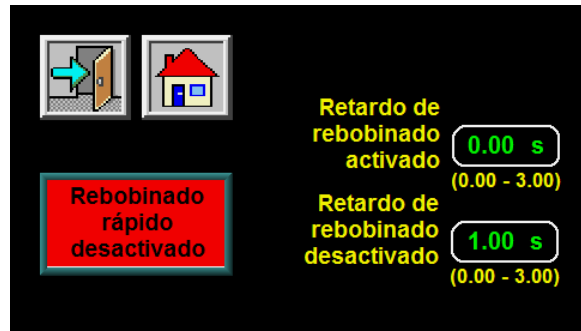 Retardo de
rebobinado
activado
0.00 s
(0.00 - 3.00)
Rebobinado
rápido
desactivado
Retardo de
rebobinado
desactivado
1.00 s
(0.00 - 3.00)